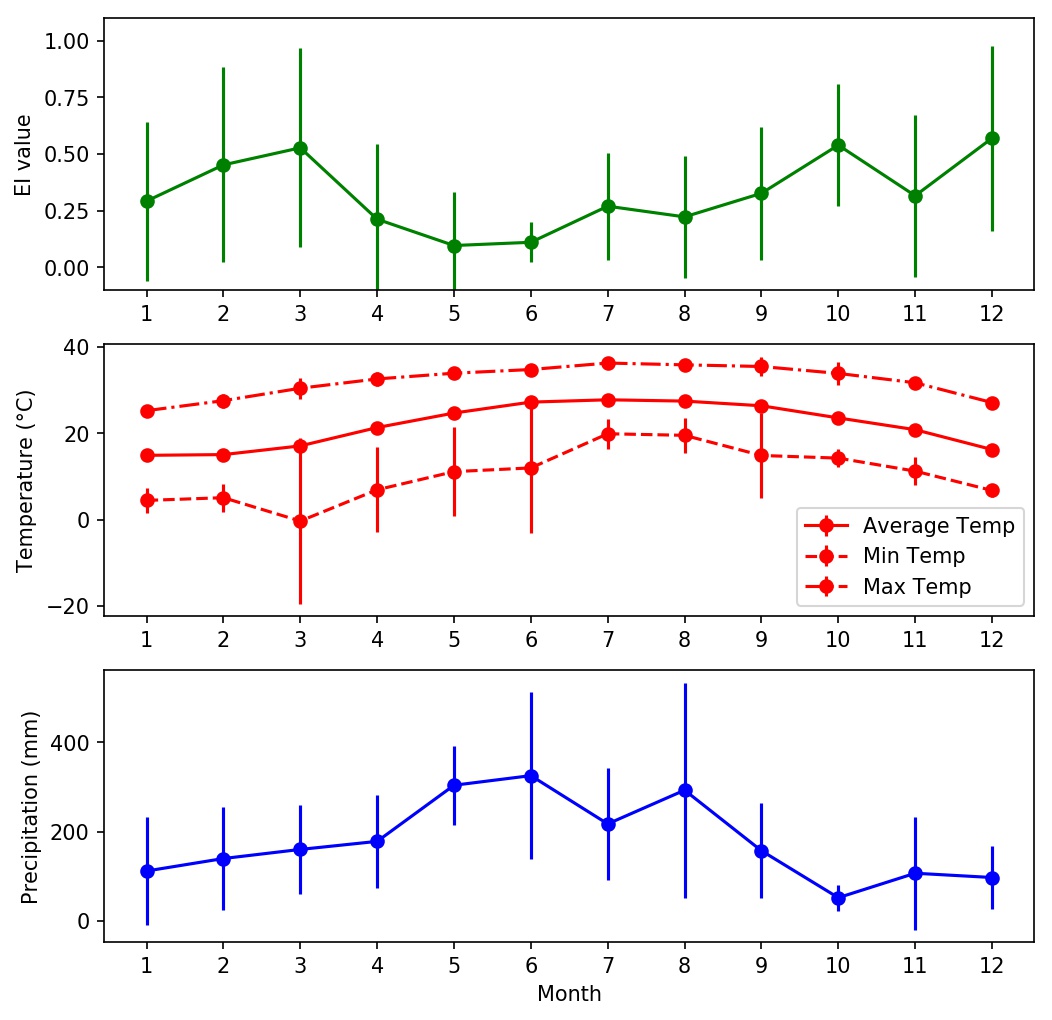 EI value
1.00
0.75
0.50
0.25
0.00
1 2 3 4 5 6 7 8 9 10 11 12
Temperature (°C)
40
20
0
−20
Average Temp
Min Temp
Max Temp
1 2 3 4 5 6 7 8 9 10 11 12
Precipitation (mm)
400
200
0
1 2 3 4 5 6 7 8 9 10 11 12
Month